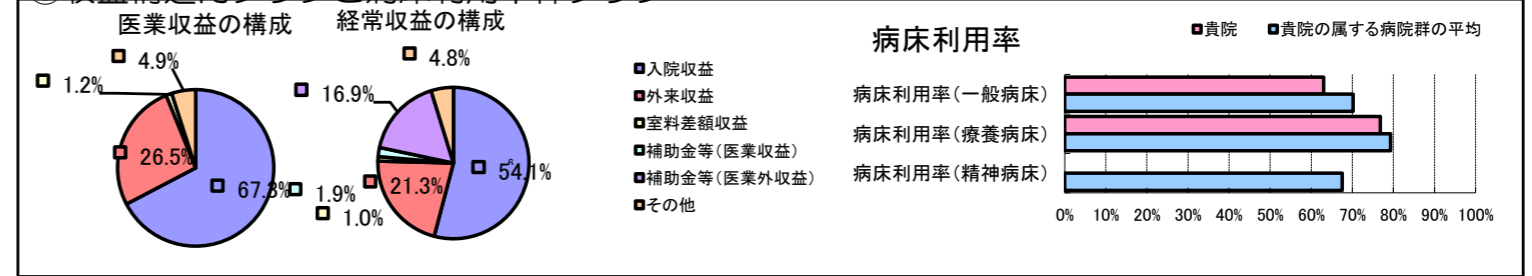 医業収益の構成
4.9%
1.2%
26.5%
67.3%
経常収益の構成
4.8%
16.9%
54.1%
6
21.3%
1.9%
1.0%
入院収益
外来収益
室料差額収益
補助金等(医業収益)
補助金等(医業外収益)
その他
病床利用率
貴院
貴院の属する病院群の平均
病床利用率(一般病床)
病床利用率(療養病床)
病床利用率(精神病床)
0% 10% 20% 30% 40% 50% 60% 70% 80% 90% 100%